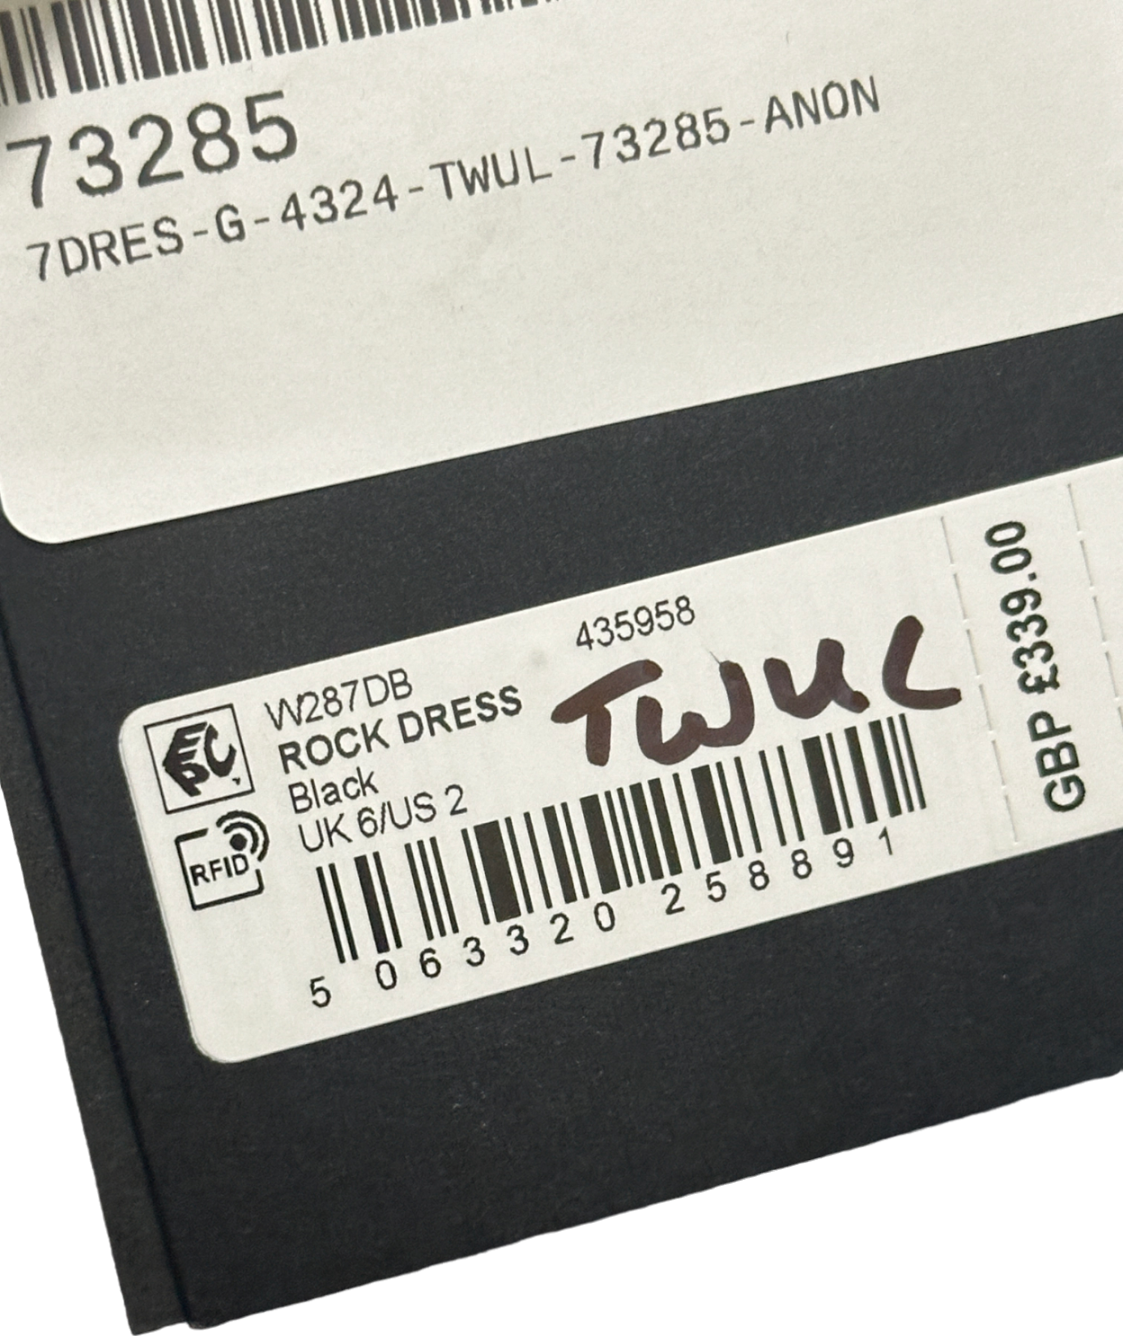 73285
7DRES-G-4324-TWUL-73285-ANON
435958
W287DB
ROCK DRESS
Black
UK 6/US 2
TWUL
RFID
5 063320 258891
GBP £339.00